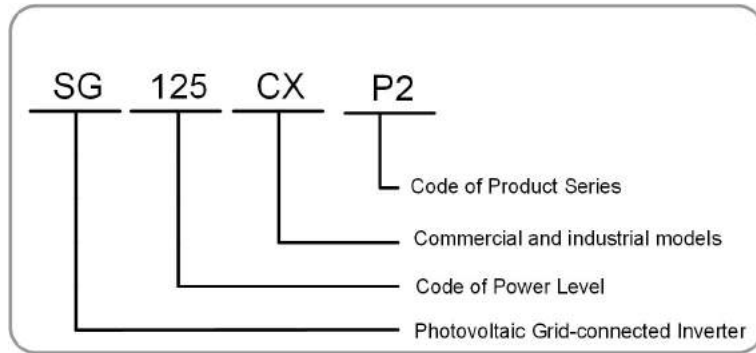 SG 125 CX P2
Code of Product Series
Commercial and industrial models
Code of Power Level
Photovoltaic Grid-connected Inverter